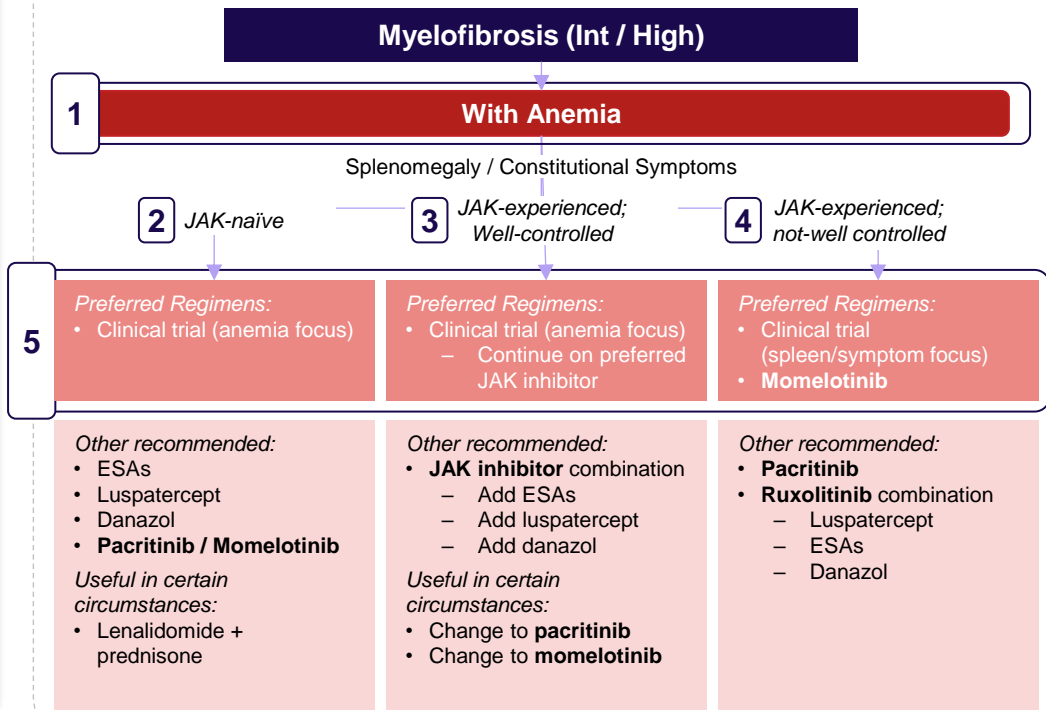 Myelofibrosis (Int / High)
1
With Anemia
Splenomegaly / Constitutional Symptoms
2
JAK-naïve
3
JAK-experienced;
Well-controlled
4
JAK-experienced;
not-well controlled
5
Preferred Regimens:
• Clinical trial (anemia focus)
Preferred Regimens:
• Clinical trial (anemia focus)
– Continue on preferred
JAK inhibitor
Preferred Regimens:
• Clinical trial
(spleen/symptom focus)
• Momelotinib
Other recommended:
• ESAs
• Luspatercept
• Danazol
• Pacritinib / Momelotinib
Useful in certain
circumstances:
• Lenalidomide +
prednisone
Other recommended:
• JAK inhibitor combination
– Add ESAs
– Add luspatercept
– Add danazol
Useful in certain
circumstances:
• Change to pacritinib
• Change to momelotinib
Other recommended:
• Pacritinib
• Ruxolitinib combination
– Luspatercept
– ESAs
– Danazol